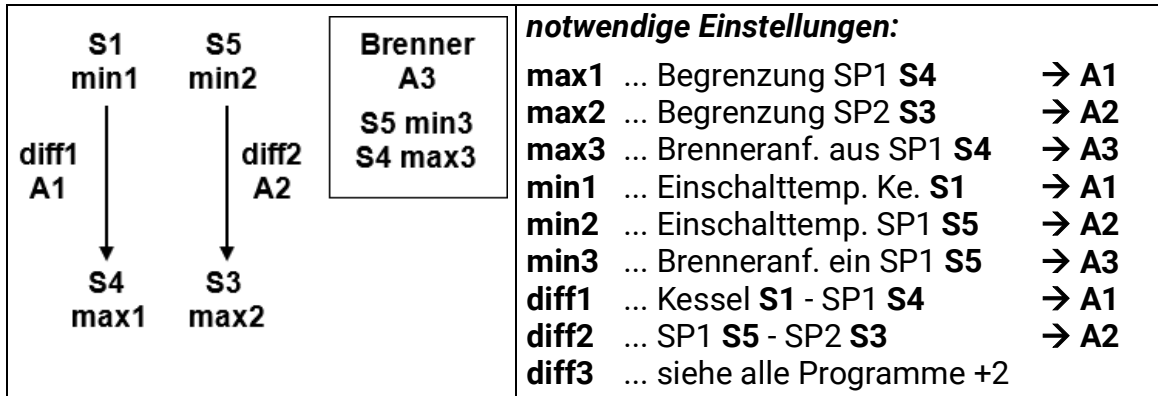 S1 S5
min1 min2
diff1 diff2
A1 A2
S4 S3
max1 max2
Brenner
A3
S5 min3
S4 max3
notwendige Einstellungen:
max1 ... Begrenzung SP1 S4 → A1
max2 ... Begrenzung SP2 S3 → A2
max3 ... Brenneranf. aus SP1 S4 → A3
min1 ... Einschalttemp. Ke. S1 → A1
min2 ... Einschalttemp. SP1 S5 → A2
min3 ... Brenneranf. ein SP1 S5 → A3
diff1 ... Kessel S1 - SP1 S4 → A1
diff2 ... SP1 S5 - SP2 S3 → A2
diff3 ... siehe alle Programme +2